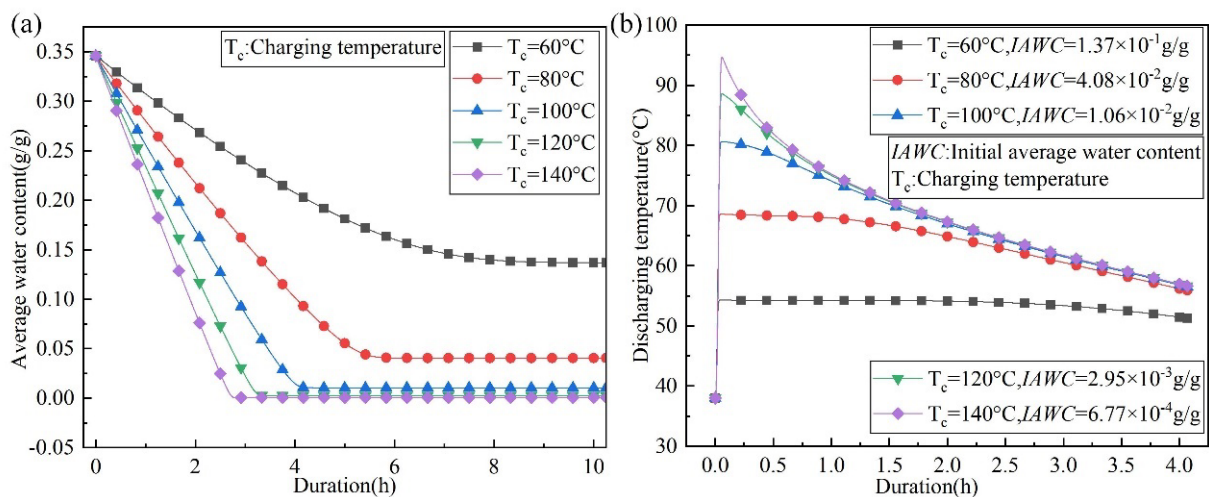 (a)
T_c:Charging temperature
T_c=60°C
T_c=80°C
T_c=100°C
T_c=120°C
T_c=140°C
Average water content(g/g)
0.35
0.30
0.25
0.20
0.15
0.10
0.05
0.00
-0.05
0
2
4
6
8
10
Duration(h)
(b)
T_c=60°C,IAWC=1.37×10⁻¹g/g
T_c=80°C,IAWC=4.08×10⁻²g/g
T_c=100°C,IAWC=1.06×10⁻²g/g
IAWC:Initial average water content
T_c:Charging temperature
T_c=120°C,IAWC=2.95×10⁻³g/g
T_c=140°C,IAWC=6.77×10⁻⁴g/g
Discharging temperature(°C)
100
90
80
70
60
50
40
30
0.0
0.5
1.0
1.5
2.0
2.5
3.0
3.5
4.0
Duration(h)